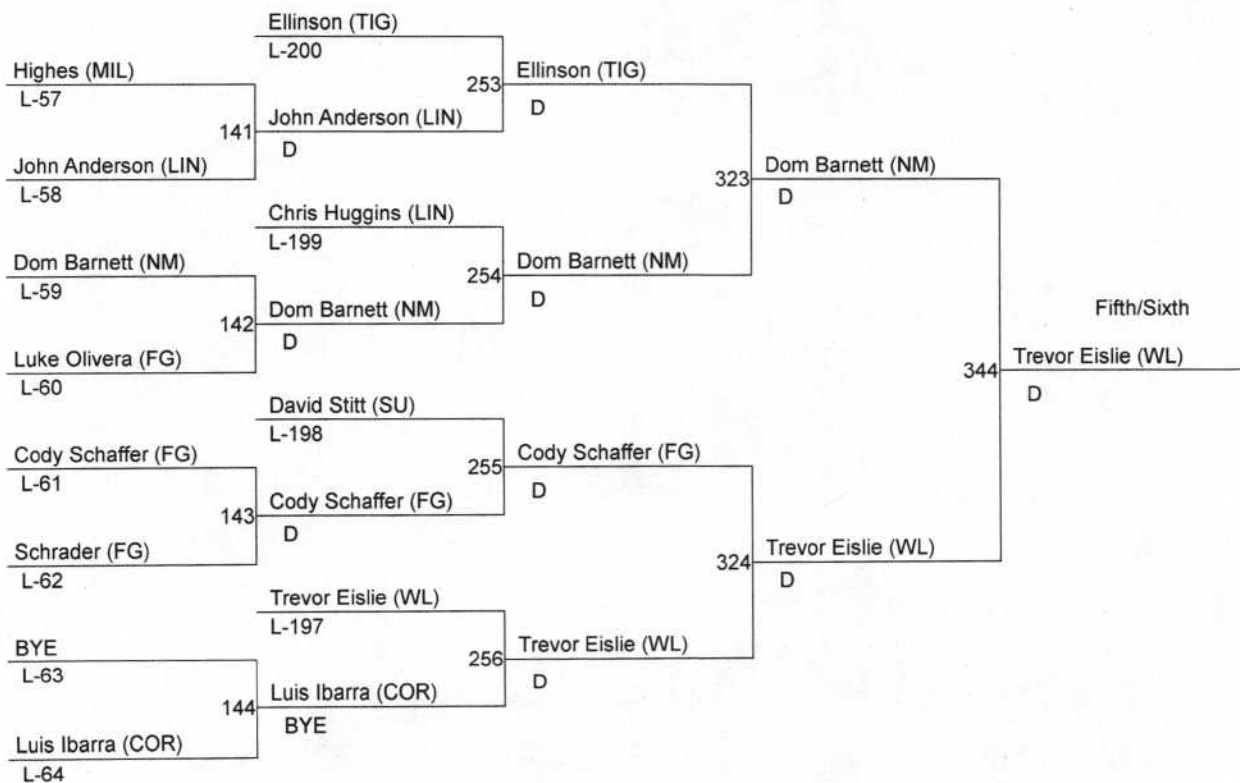 Ellinson (TIG)
L-200
Highes (MIL)
L-57
253
Ellinson (TIG)
D
141
John Anderson (LIN)
D
John Anderson (LIN)
L-58
323
Dom Barnett (NM)
D
Chris Huggins (LIN)
L-199
Dom Barnett (NM)
L-59
254
Dom Barnett (NM)
D
142
Dom Barnett (NM)
D
Fifth/Sixth
Luke Olivera (FG)
L-60
344
Trevor Eislie (WL)
D
David Stitt (SU)
L-198
Cody Schaffer (FG)
L-61
255
Cody Schaffer (FG)
D
143
Cody Schaffer (FG)
D
Schrader (FG)
L-62
324
Trevor Eislie (WL)
D
Trevor Eislie (WL)
L-197
BYE
L-63
256
Trevor Eislie (WL)
D
144
Luis Ibarra (COR)
BYE
Luis Ibarra (COR)
L-64